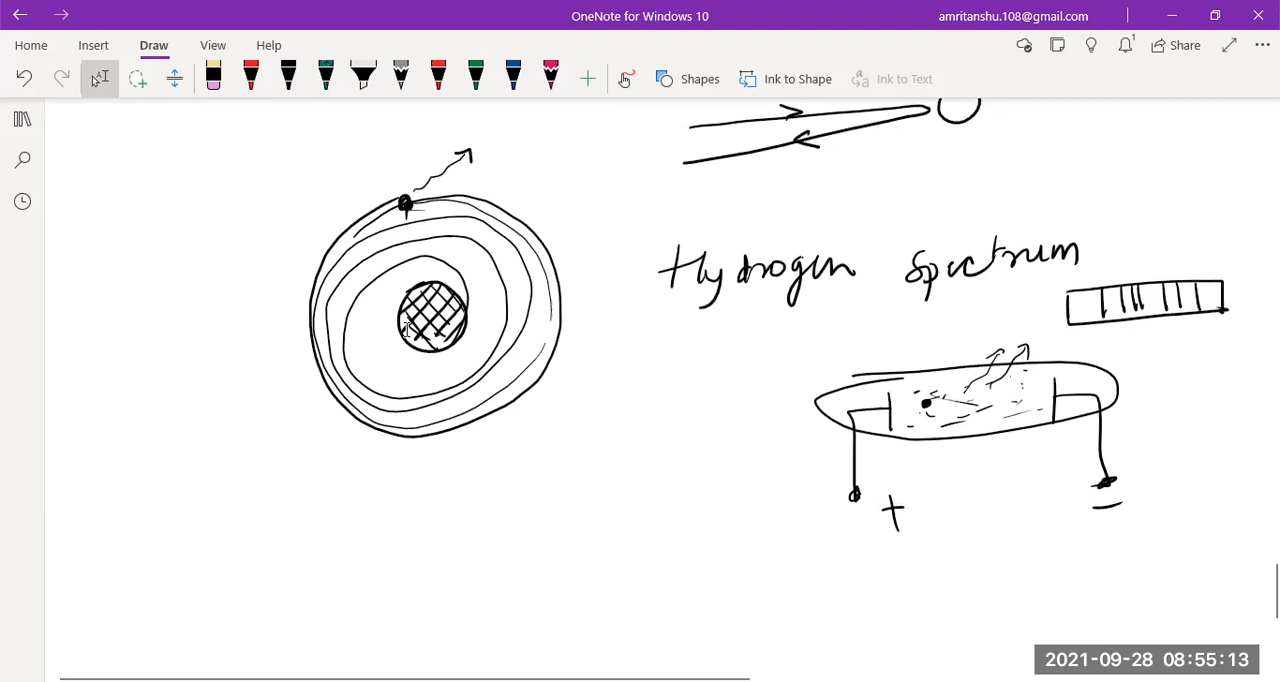 OneNote for Windows 10
amritanshu.108@gmail.com
Home Insert Draw View Help
Share
Shapes
Ink to Shape
Ink to Text
Hydrogen spectrum
+
−
2021-09-28 08:55:13